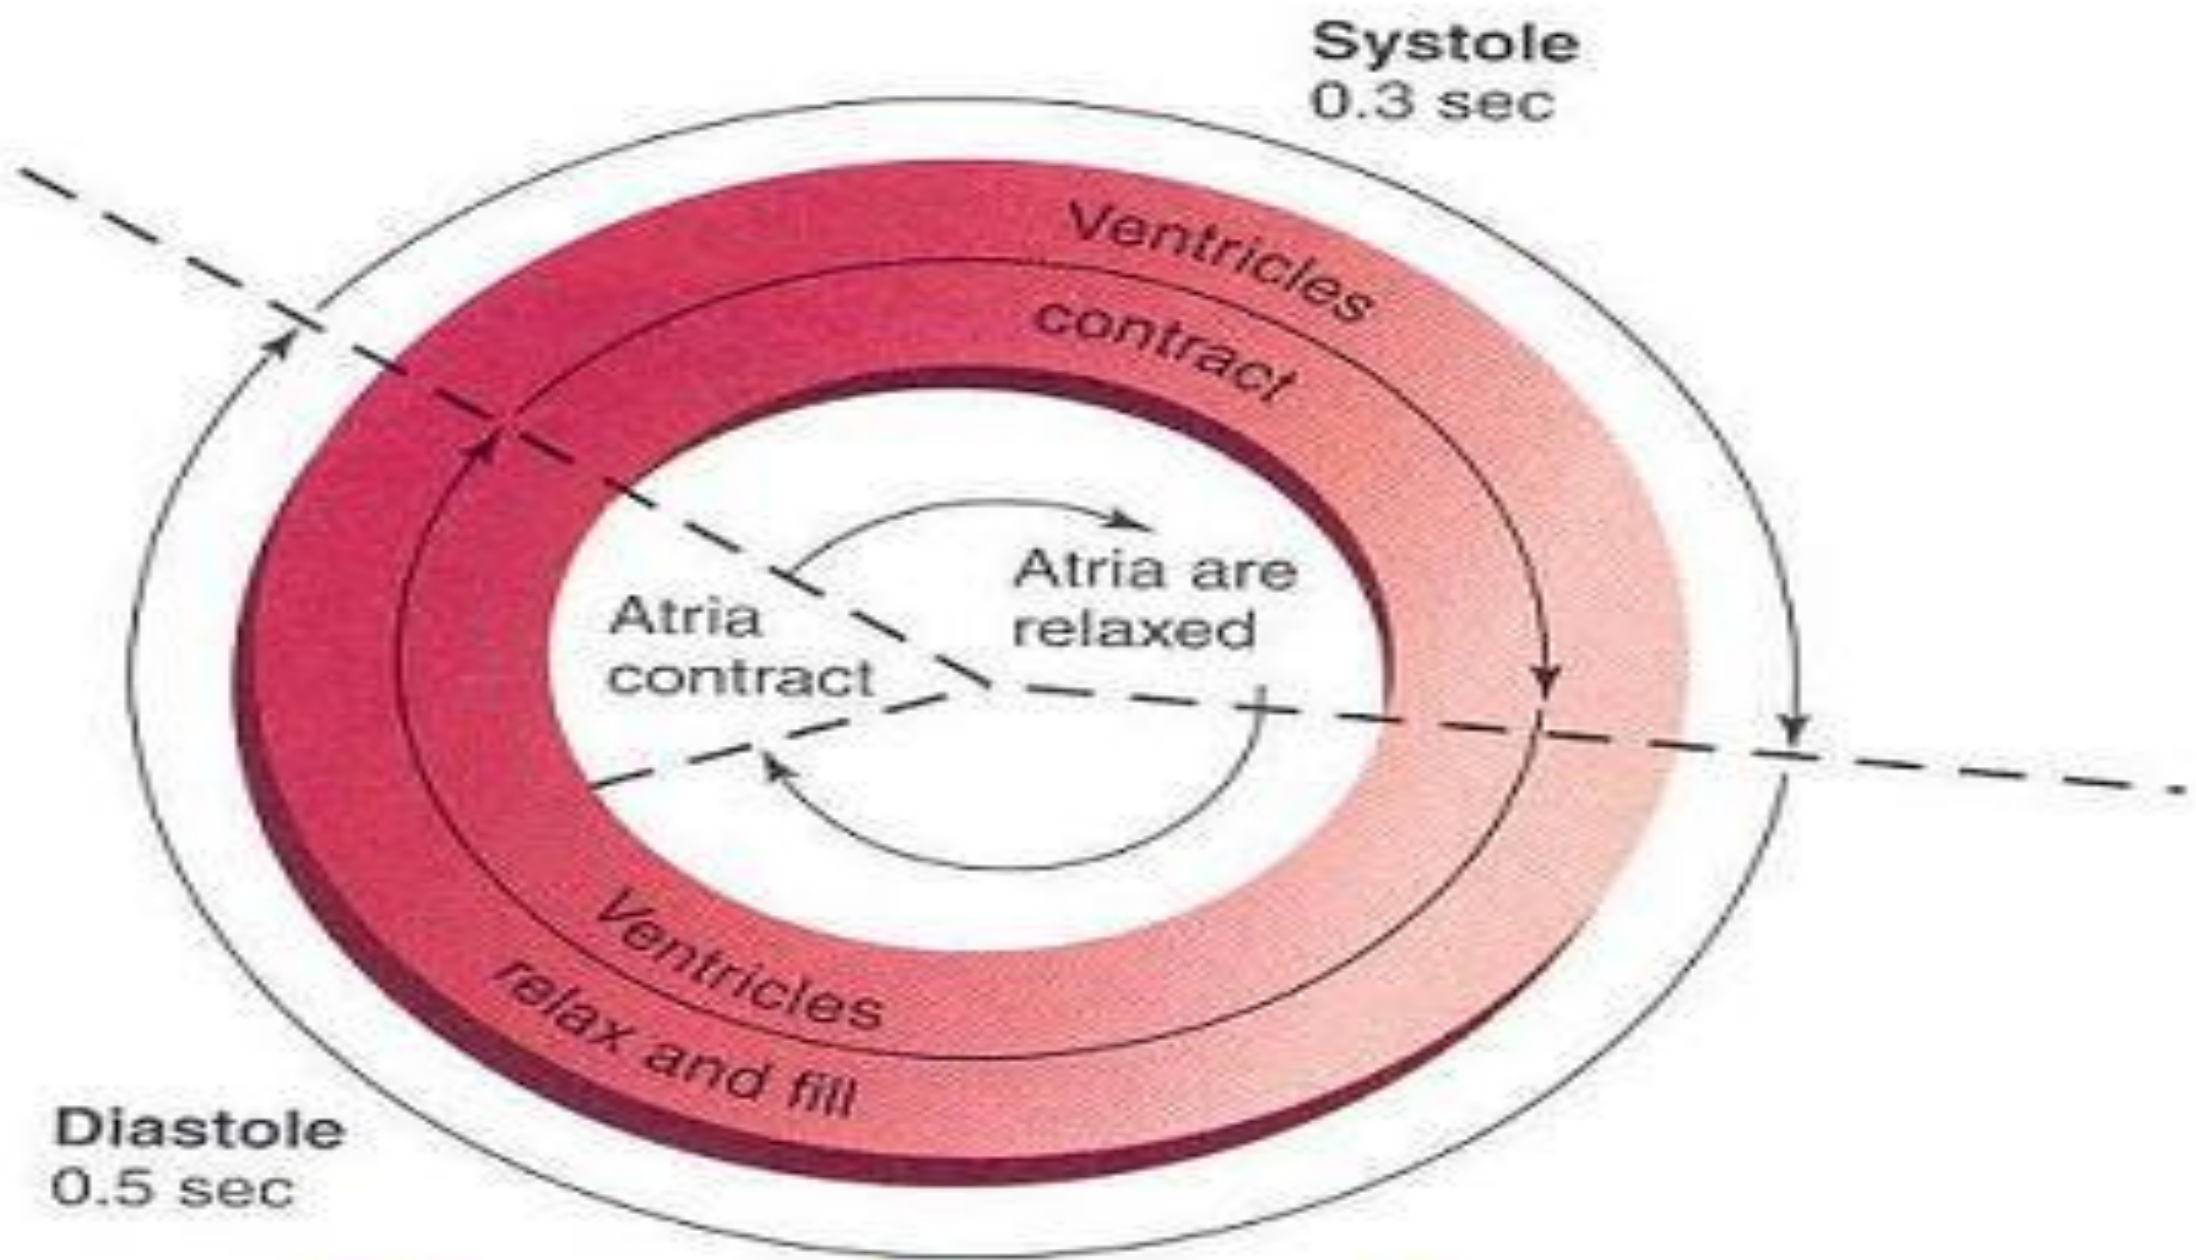 Systole
0.3 sec
Ventricles
contract
Atria are
relaxed
Atria
contract
Ventricles
relax and fill
Diastole
0.5 sec